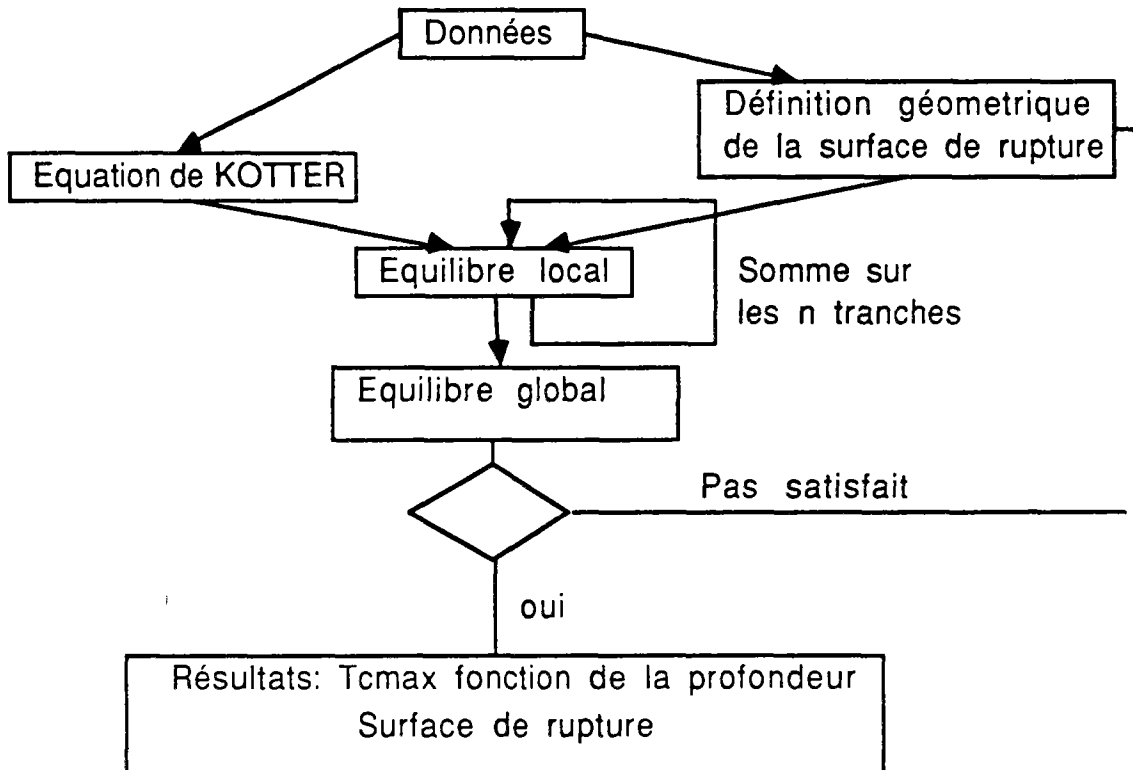 Données
Définition géometrique
de la surface de rupture
Equation de KOTTER
Equilibre local
Somme sur
les n tranches
Equilibre global
Pas satisfait
oui
Résultats: Tcmax fonction de la profondeur
Surface de rupture